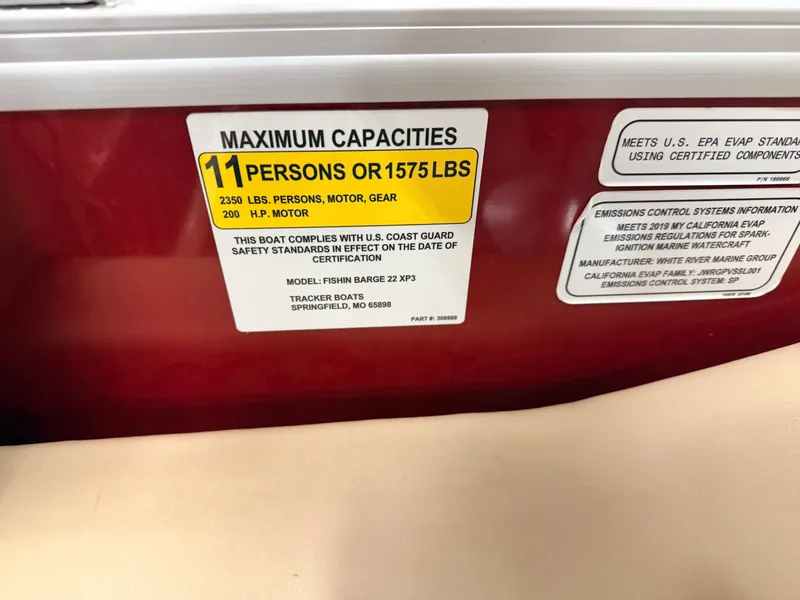 MAXIMUM CAPACITIES
11 PERSONS OR 1575 LBS
2350 LBS. PERSONS, MOTOR, GEAR
200 H.P. MOTOR
THIS BOAT COMPLIES WITH U.S. COAST GUARD
SAFETY STANDARDS IN EFFECT ON THE DATE OF
CERTIFICATION
MODEL: FISHIN BARGE 22 XP3
TRACKER BOATS
SPRINGFIELD, MO 65898
PART #: 308868
MEETS U.S. EPA EVAP STANDAR
USING CERTIFIED COMPONENTS
P/N 189866
EMISSIONS CONTROL SYSTEMS INFORMATION
MEETS 2019 MY CALIFORNIA EVAP
EMISSIONS REGULATIONS FOR SPARK-
IGNITION MARINE WATERCRAFT
MANUFACTURER: WHITE RIVER MARINE GROUP
CALIFORNIA EVAP FAMILY: JWRGPVSSL001
EMISSIONS CONTROL SYSTEM: SP